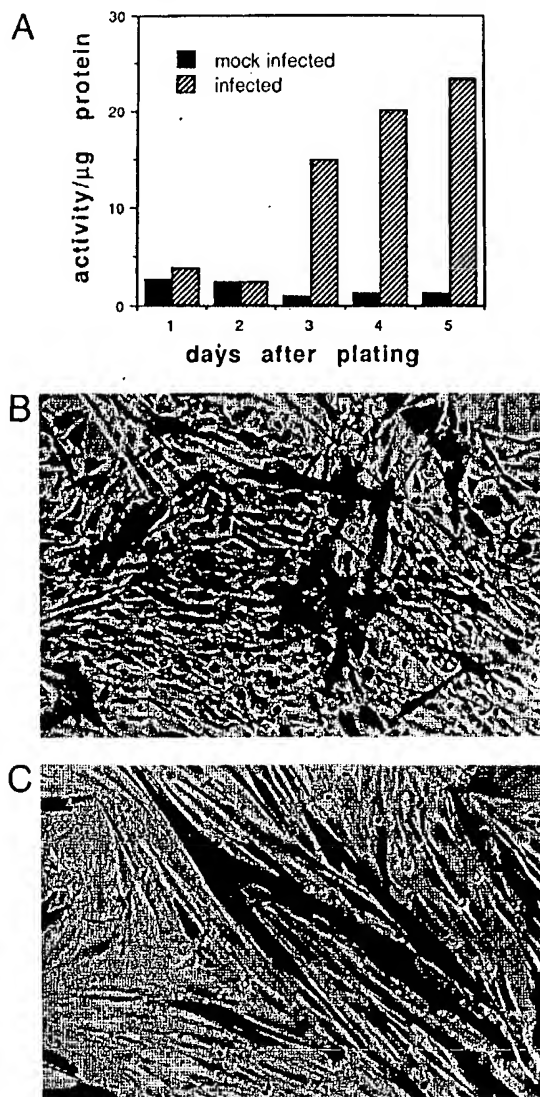 A
activity/µg protein
30
20
10
0
mock infected
infected
1 2 3 4 5
days after plating
B
C